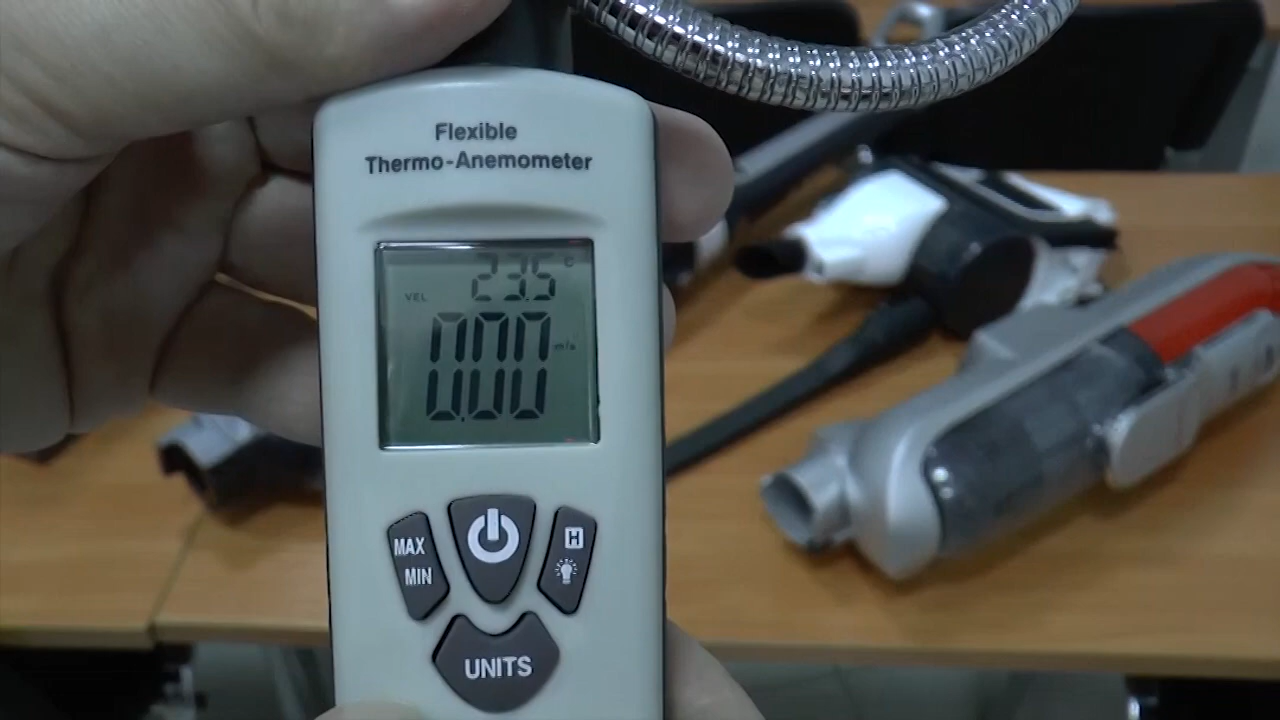 Flexible
Thermo-Anemometer
23.5 C
VEL
0.00 m/s
MAX
MIN
H
UNITS